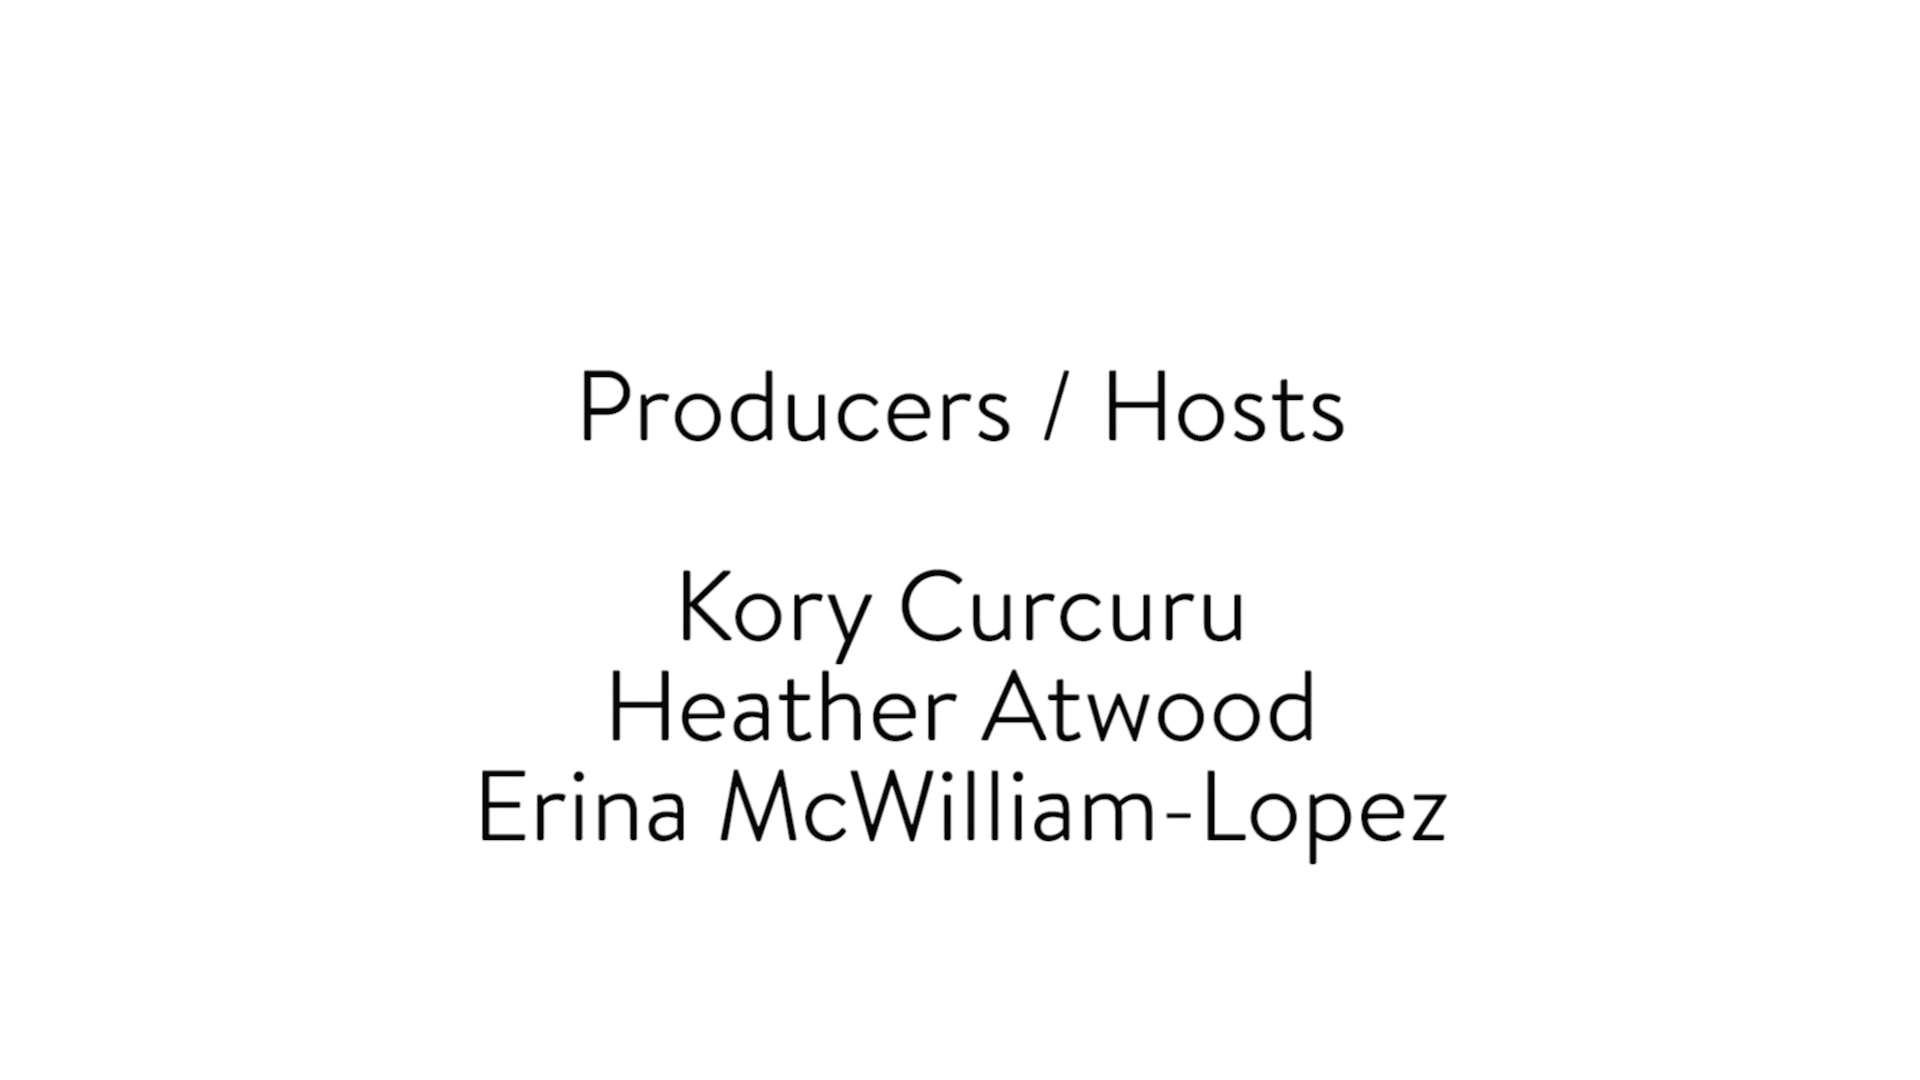 Producers / Hosts
Kory Curcuru
Heather Atwood
Erina McWilliam-Lopez